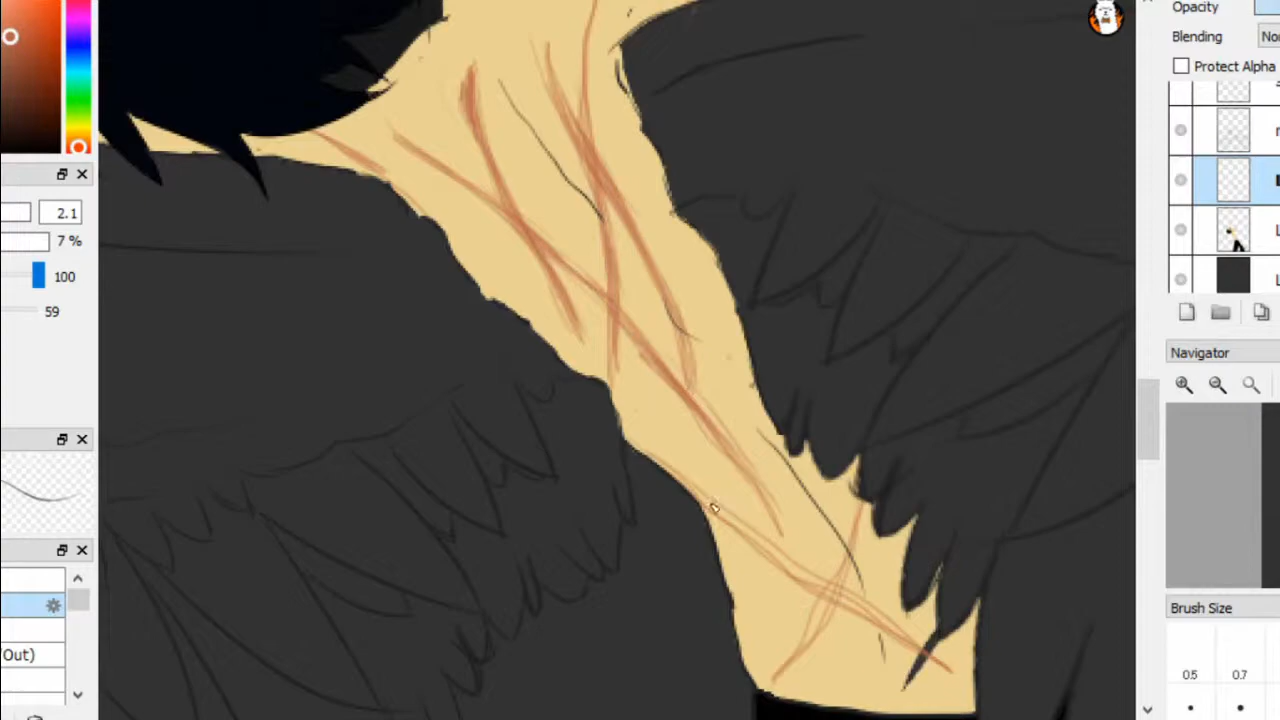 Opacity
Blending
No
Protect Alpha
2.1
7 %
100
59
Navigator
Brush Size
Out)
0.5 0.7